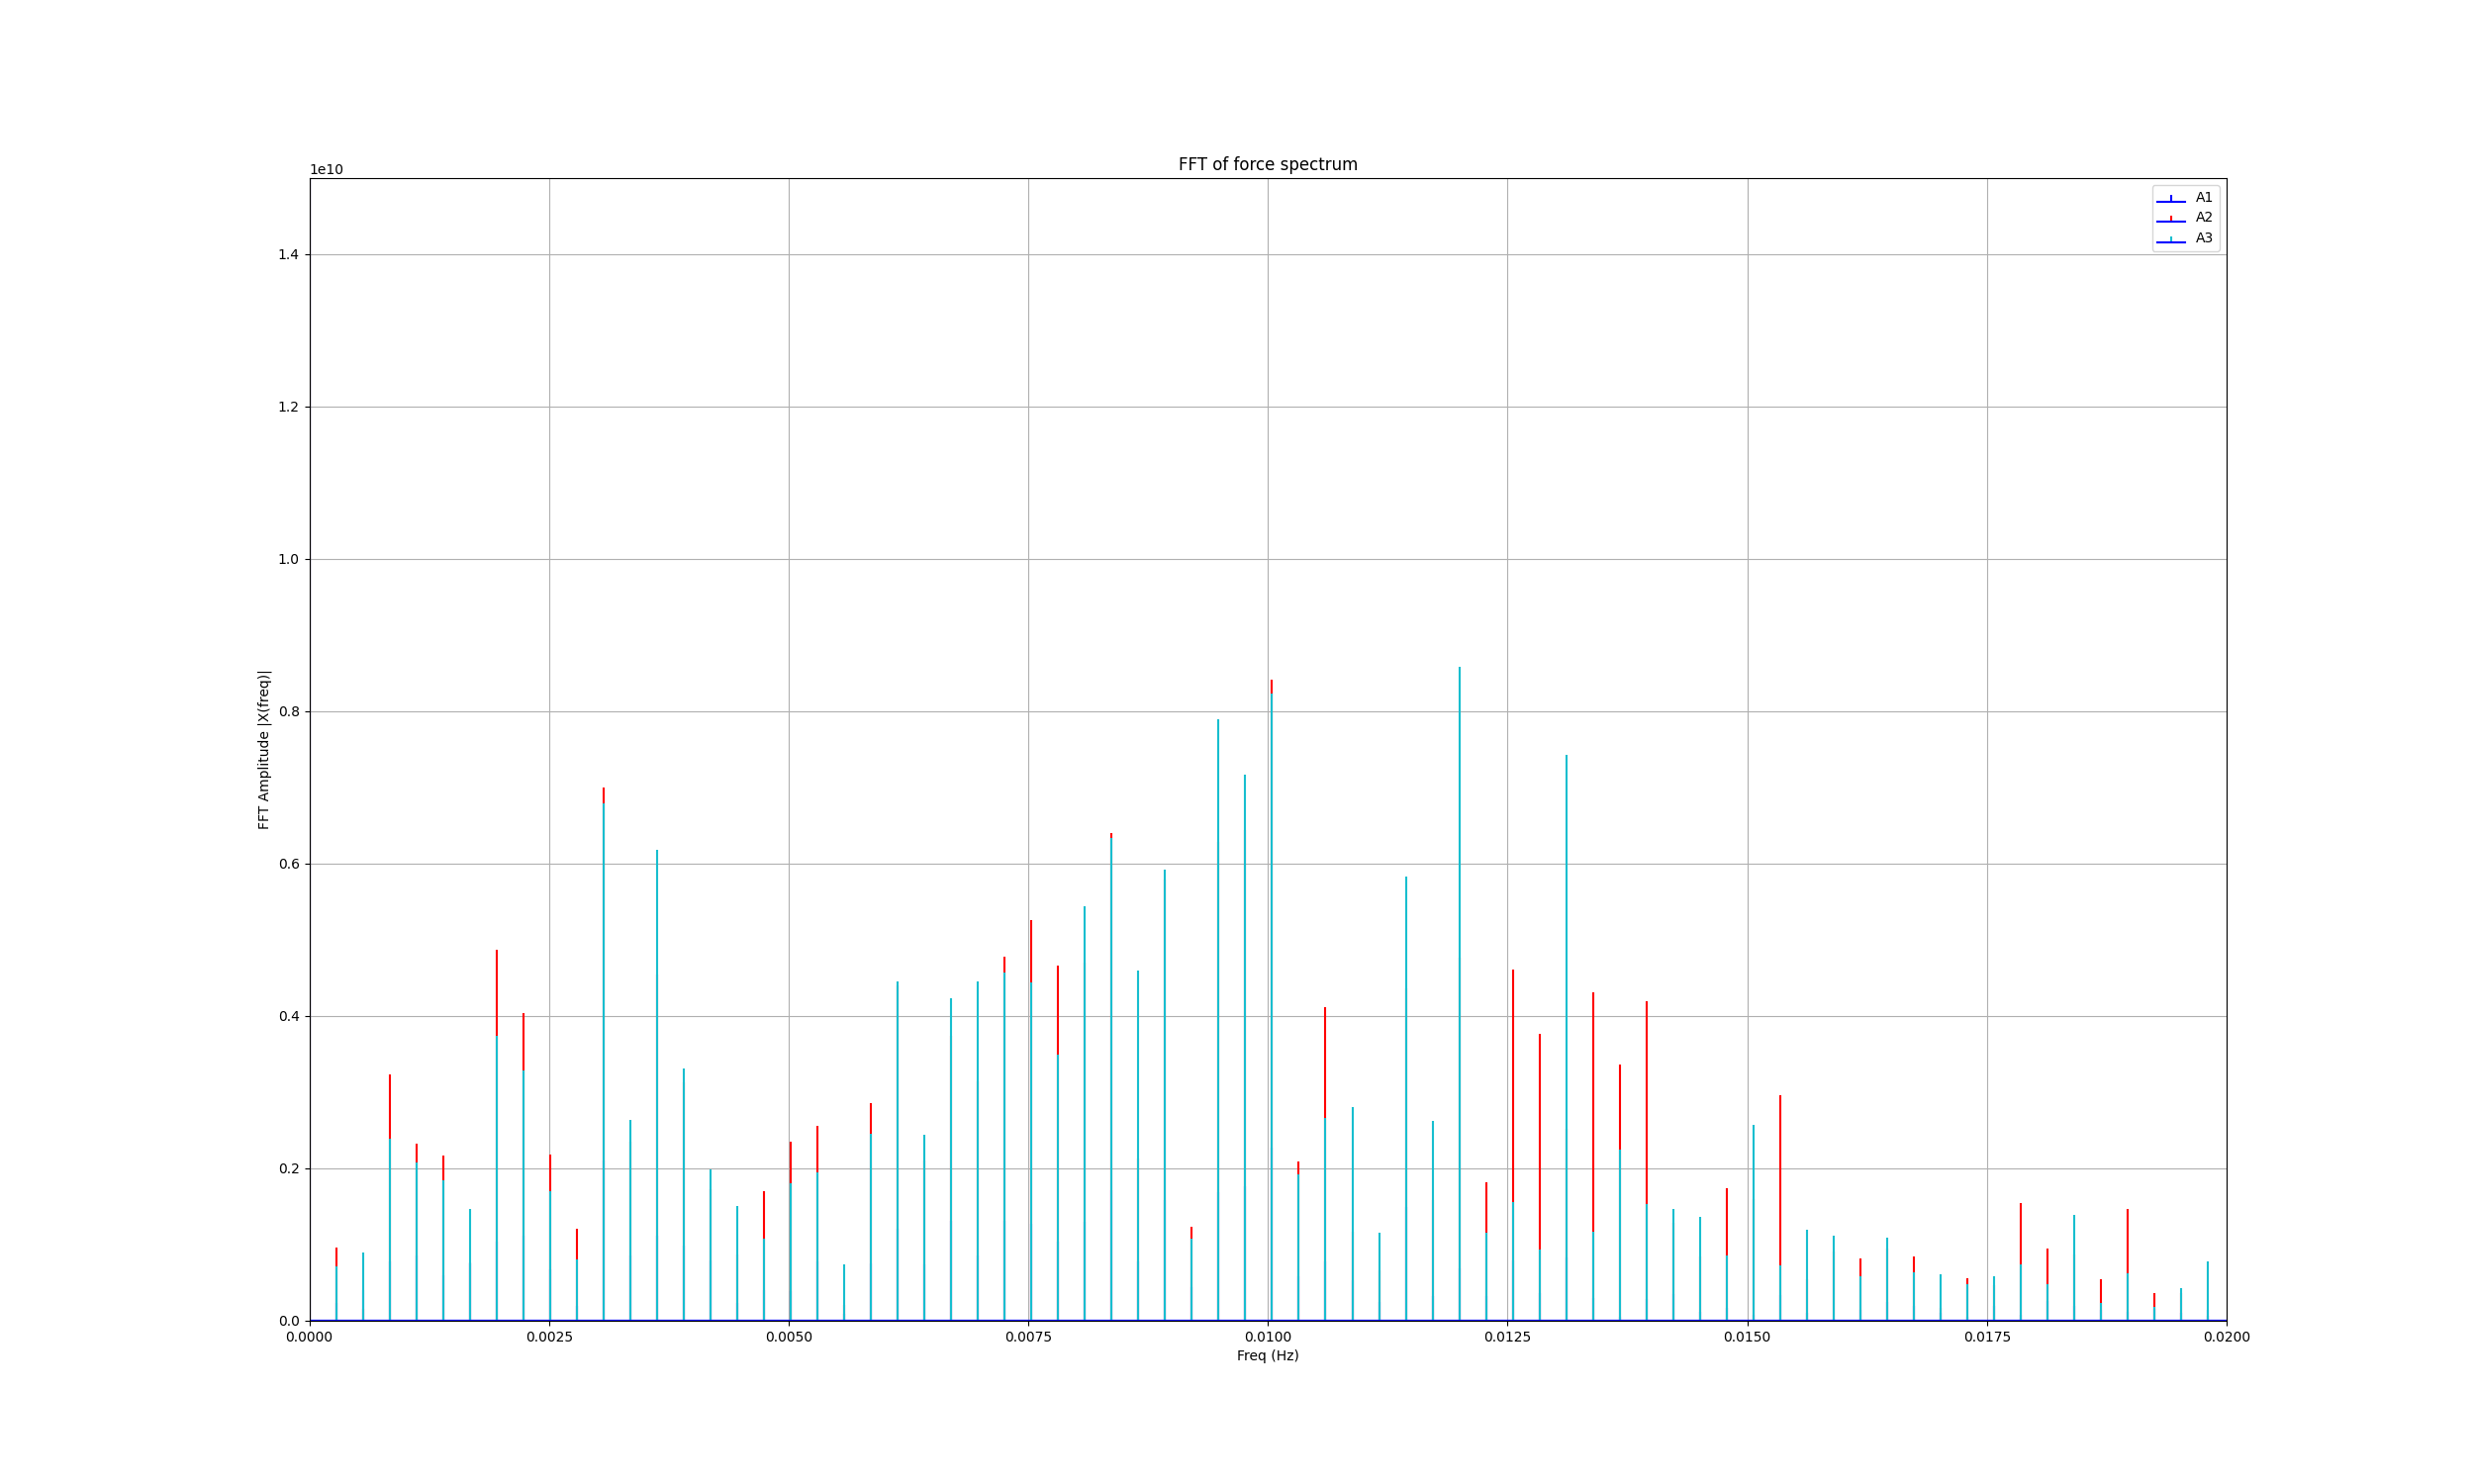 FFT of force spectrum
1e10
A1
A2
A3
1.4
1.2
1.0
0.8
0.6
0.4
0.2
0.0
FFT Amplitude |X(freq)|
0.0000 0.0025 0.0050 0.0075 0.0100 0.0125 0.0150 0.0175 0.0200
Freq (Hz)